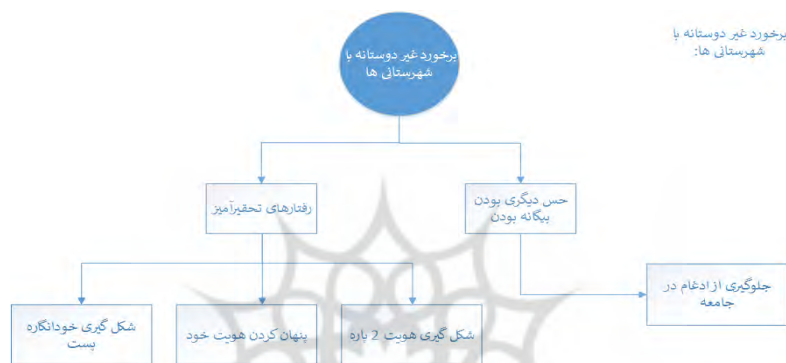 برخورد غیر دوستانه با
شهرستانی ها:
برخورد غیر دوستانه با
شهرستانی ها
حس دیگری بودن
بیگانه بودن
رفتارهای تحقیرآمیز
جلوگیری از ادغام در
جامعه
شکل گیری هویت 2 باره
پنهان کردن هویت خود
شکل گیری خودانگاره
پست